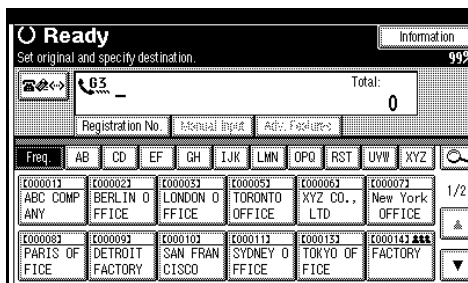 Ready
Information
Set original and specify destination.
99%
G3
Total:
0
Registration No.
Manual Input
Adv. Features
Freq.
AB
CD
EF
GH
IJK
LMN
OPQ
RST
UVW
XYZ
[00001]
ABC COMP
ANY
[00002]
BERLIN O
FFICE
[00003]
LONDON O
FFICE
[00005]
TORONTO
OFFICE
[00006]
XYZ CO.,
LTD
[00007]
New York
OFFICE
1/2
[00008]
PARIS OF
FICE
[00009]
DETROIT
FACTORY
[00010]
SAN FRAN
CISCO
[00011]
SYDNEY O
FFICE
[00013]
TOKYO OF
FICE
[00014]
FACTORY